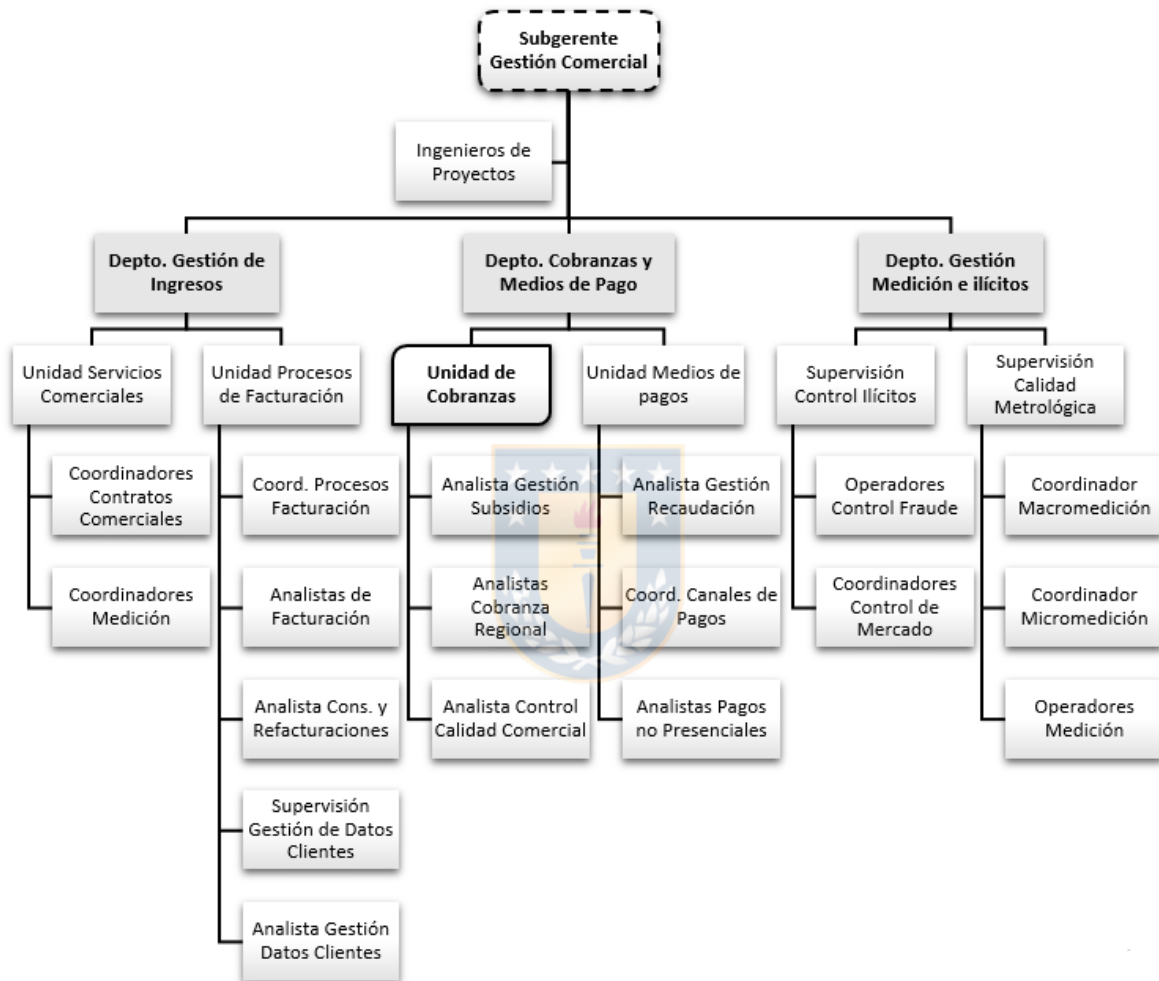 Subgerente
Gestión Comercial
Ingenieros de
Proyectos
Depto. Gestión de
Ingresos
Depto. Cobranzas y
Medios de Pago
Depto. Gestión
Medición e ilícitos
Unidad Servicios
Comerciales
Unidad Procesos
de Facturación
Unidad de
Cobranzas
Unidad Medios de
pagos
Supervisión
Control Ilícitos
Supervisión
Calidad
Metrológica
Coordinadores
Contratos
Comerciales
Coordinadores
Medición
Coord. Procesos
Facturación
Analistas de
Facturación
Analista Cons. y
Refacturaciones
Supervisión
Gestión de Datos
Clientes
Analista Gestión
Datos Clientes
Analista Gestión
Subsidios
Analistas
Cobranza
Regional
Analista Control
Calidad Comercial
Analista Gestión
Recaudación
Coord. Canales de
Pagos
Analistas Pagos
no Presenciales
Operadores
Control Fraude
Coordinadores
Control de
Mercado
Coordinador
Macromedición
Coordinador
Micromedición
Operadores
Medición